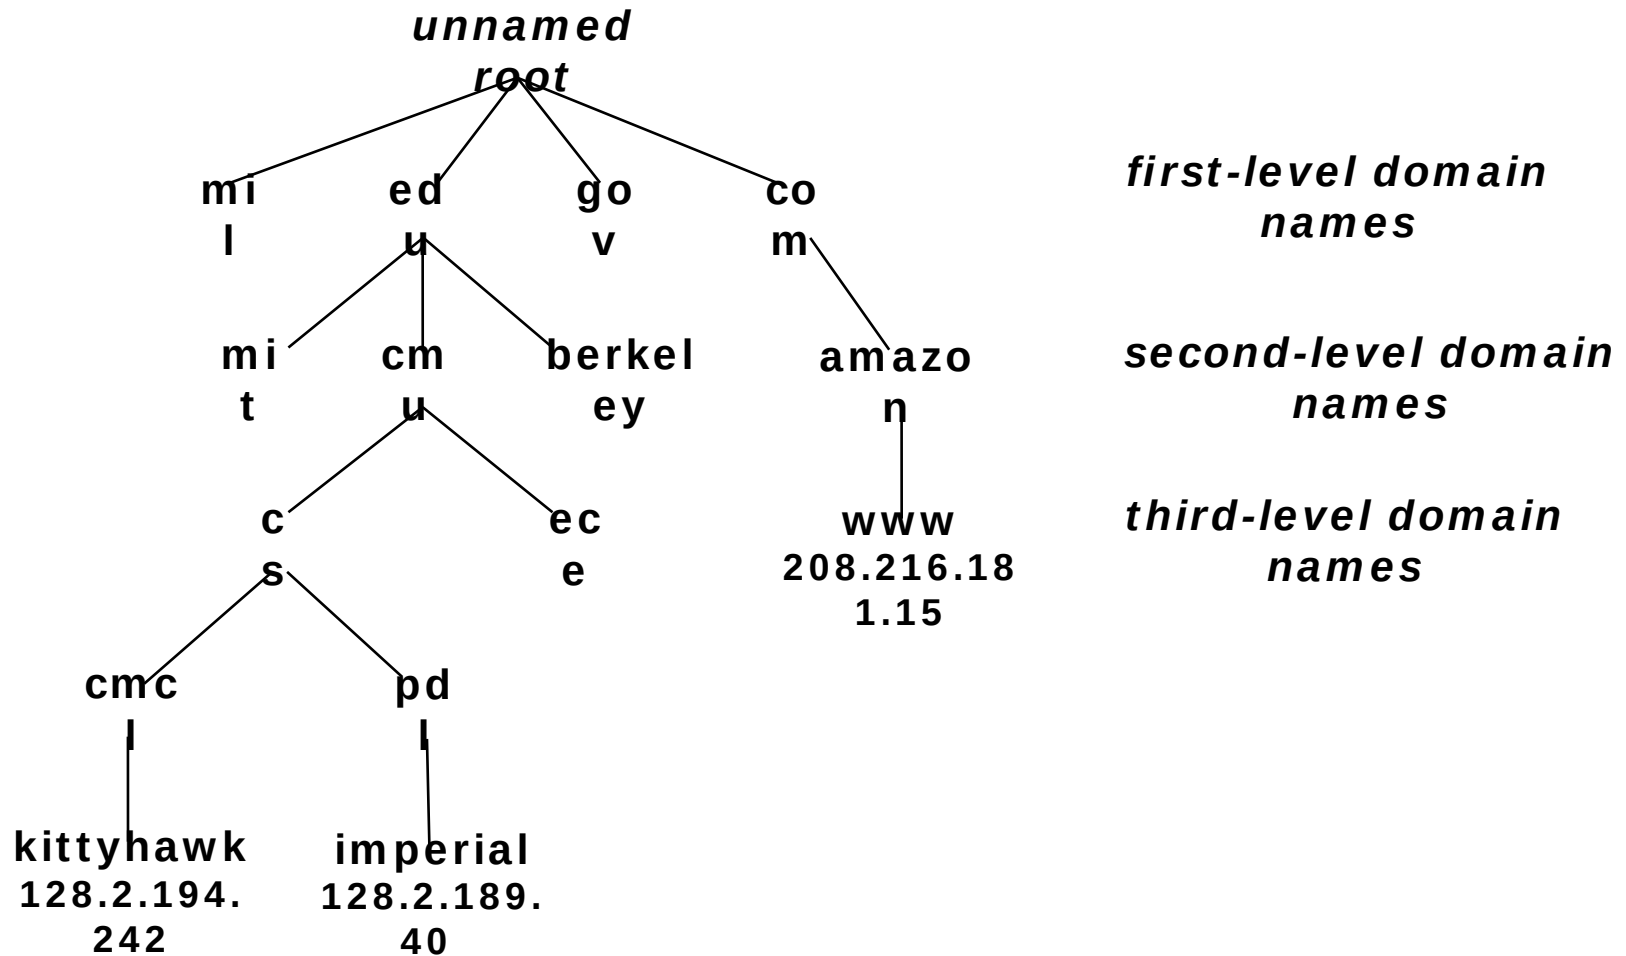 unnamed
root
mi
l
ed
u
go
v
co
m
first-level domain
names
mi
t
cm
u
berkel
ey
amazo
n
second-level domain
names
c
s
ec
e
www
208.216.18
1.15
third-level domain
names
cmc
l
pd
l
kittyhawk
128.2.194.
242
imperial
128.2.189.
40